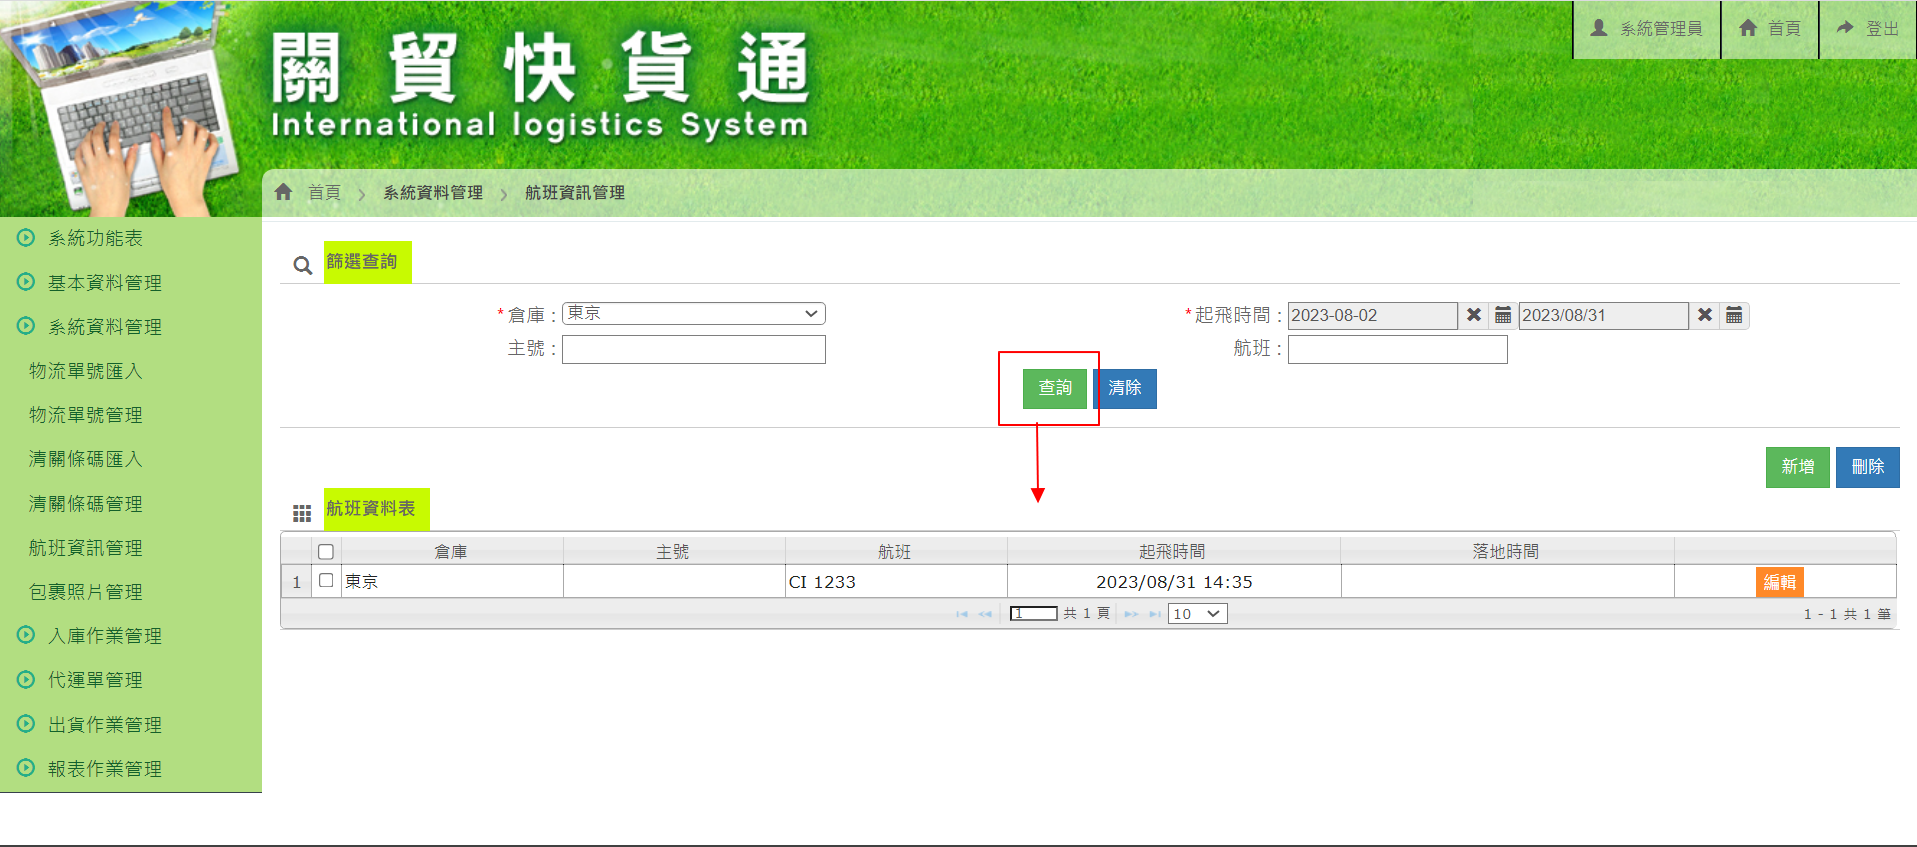 關貿快貨通
International logistics System
系統管理員 首頁 登出
首頁 > 系統資料管理 > 航班資訊管理
系統功能表
基本資料管理
系統資料管理
物流單號匯入
物流單號管理
清關條碼匯入
清關條碼管理
航班資訊管理
包裹照片管理
入庫作業管理
代運單管理
出貨作業管理
報表作業管理
篩選查詢
*倉庫： 東京 *起飛時間： 2023-08-02 2023/08/31
主號： 航班：
查詢 清除
新增 刪除
航班資料表
倉庫 主號 航班 起飛時間 落地時間
1 東京 CI 1233 2023/08/31 14:35 編輯
1 共 1 頁 10 1 - 1 共 1 筆